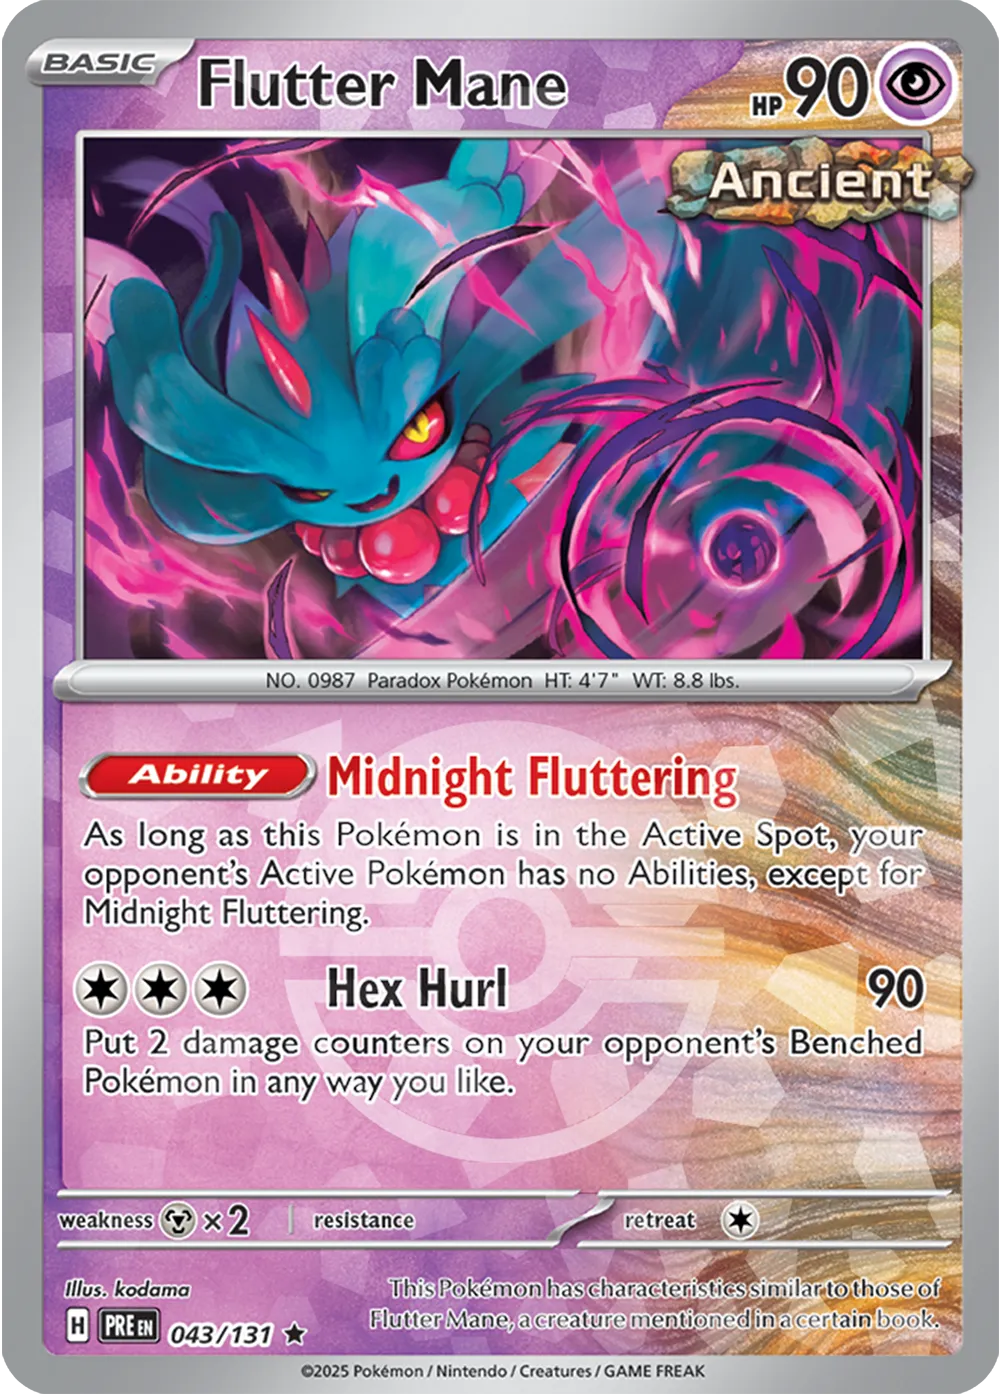 BASIC
Flutter Mane
HP 90
Ancient
NO. 0987 Paradox Pokémon HT: 4'7" WT: 8.8 lbs.
Ability Midnight Fluttering
As long as this Pokémon is in the Active Spot, your
opponent's Active Pokémon has no Abilities, except for
Midnight Fluttering.
Hex Hurl 90
Put 2 damage counters on your opponent's Benched
Pokémon in any way you like.
weakness ×2 resistance retreat
Illus. kodama
This Pokémon has characteristics similar to those of
Flutter Mane, a creature mentioned in a certain book.
H PRE EN 043/131 ★
©2025 Pokémon / Nintendo / Creatures / GAME FREAK